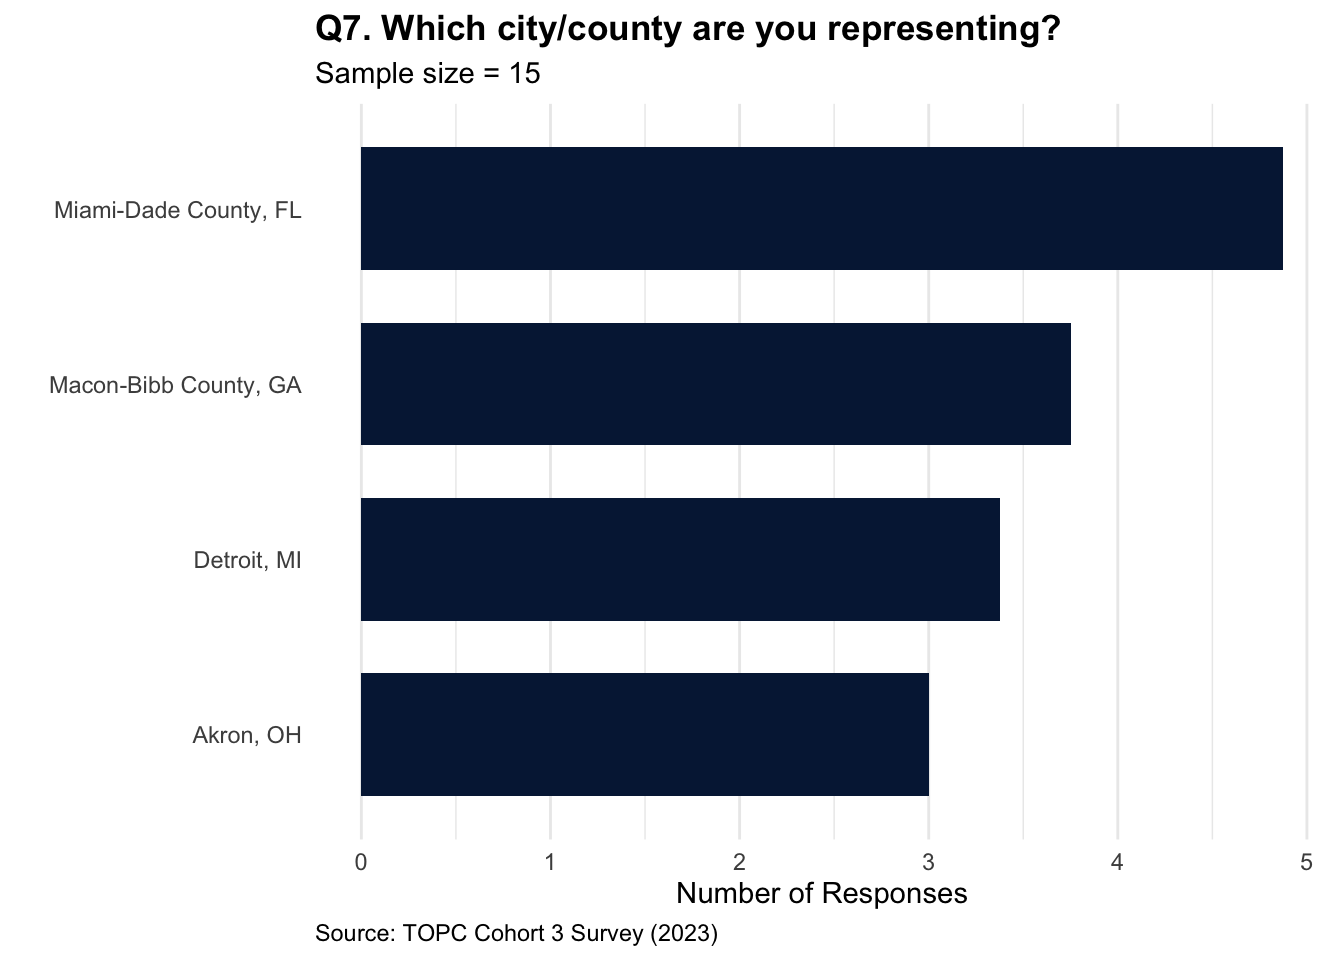 Q7. Which city/county are you representing?
Sample size = 15
Miami-Dade County, FL
Macon-Bibb County, GA
Detroit, MI
Akron, OH
0 1 2 3 4 5
Number of Responses
Source: TOPC Cohort 3 Survey (2023)